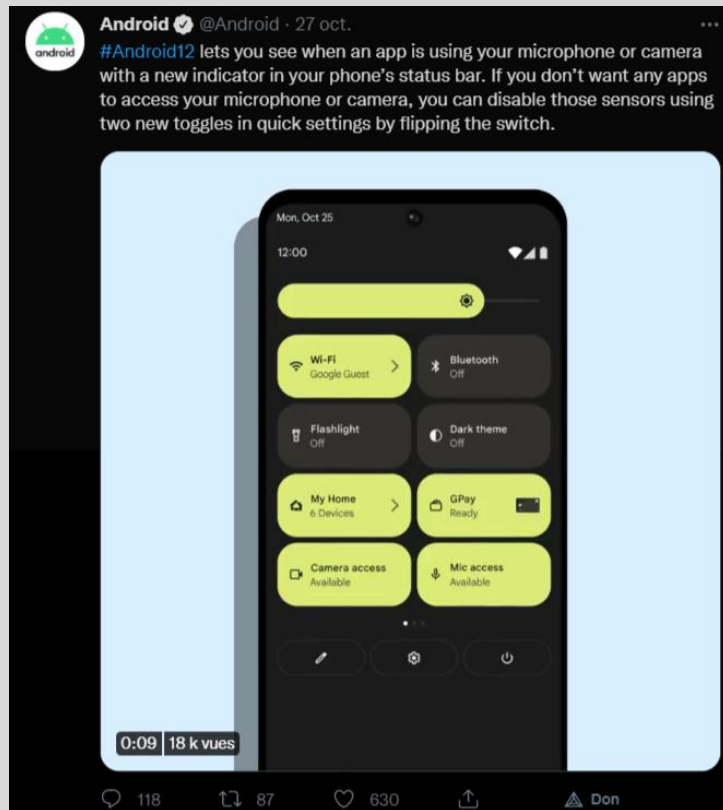 Android @Android · 27 oct.
android
#Android12 lets you see when an app is using your microphone or camera
with a new indicator in your phone's status bar. If you don't want any apps
to access your microphone or camera, you can disable those sensors using
two new toggles in quick settings by flipping the switch.
Mon, Oct 25
12:00
Wi-Fi
Google Guest
Bluetooth
Off
Flashlight
Off
Dark theme
Off
My Home
6 Devices
GPay
Ready
Camera access
Available
Mic access
Available
0:09 18 k vues
118 87 630 Don